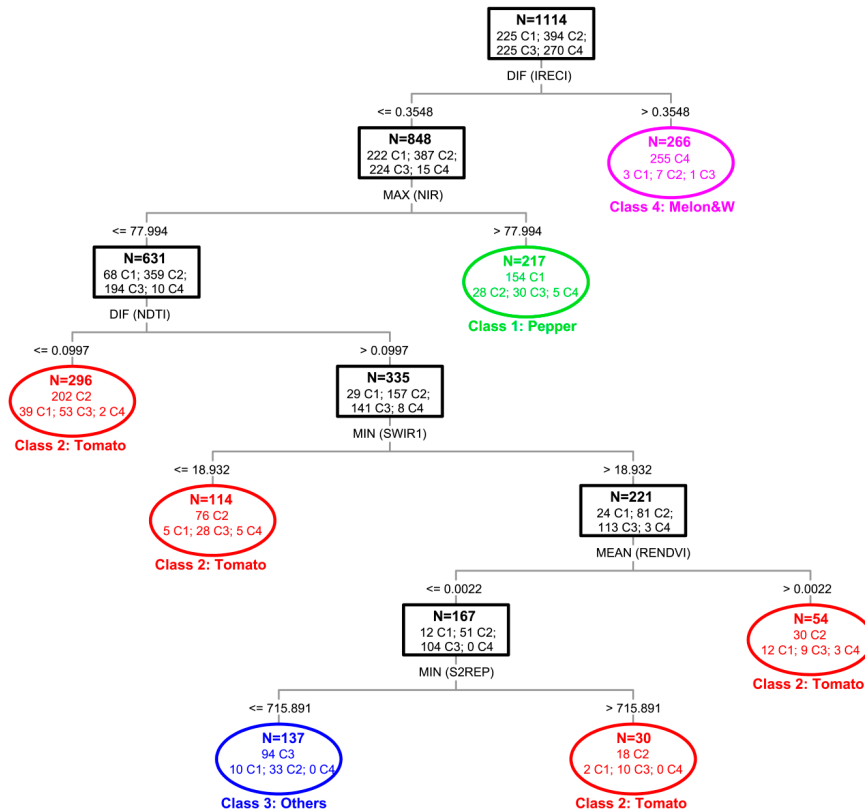 N=1114
225 C1; 394 C2;
225 C3; 270 C4
DIF (IRECI)
<= 0.3548
> 0.3548
N=848
222 C1; 387 C2;
224 C3; 15 C4
MAX (NIR)
N=266
255 C4
3 C1; 7 C2; 1 C3
Class 4: Melon&W
<= 77.994
> 77.994
N=631
68 C1; 359 C2;
194 C3; 10 C4
DIF (NDTI)
N=217
154 C1
28 C2; 30 C3; 5 C4
Class 1: Pepper
<= 0.0997
> 0.0997
N=296
202 C2
39 C1; 53 C3; 2 C4
Class 2: Tomato
N=335
29 C1; 157 C2;
141 C3; 8 C4
MIN (SWIR1)
<= 18.932
> 18.932
N=114
76 C2
5 C1; 28 C3; 5 C4
Class 2: Tomato
N=221
24 C1; 81 C2;
113 C3; 3 C4
MEAN (RENDVI)
<= 0.0022
> 0.0022
N=167
12 C1; 51 C2;
104 C3; 0 C4
MIN (S2REP)
N=54
30 C2
12 C1; 9 C3; 3 C4
Class 2: Tomato
<= 715.891
> 715.891
N=137
94 C3
10 C1; 33 C2; 0 C4
Class 3: Others
N=30
18 C2
2 C1; 10 C3; 0 C4
Class 2: Tomato